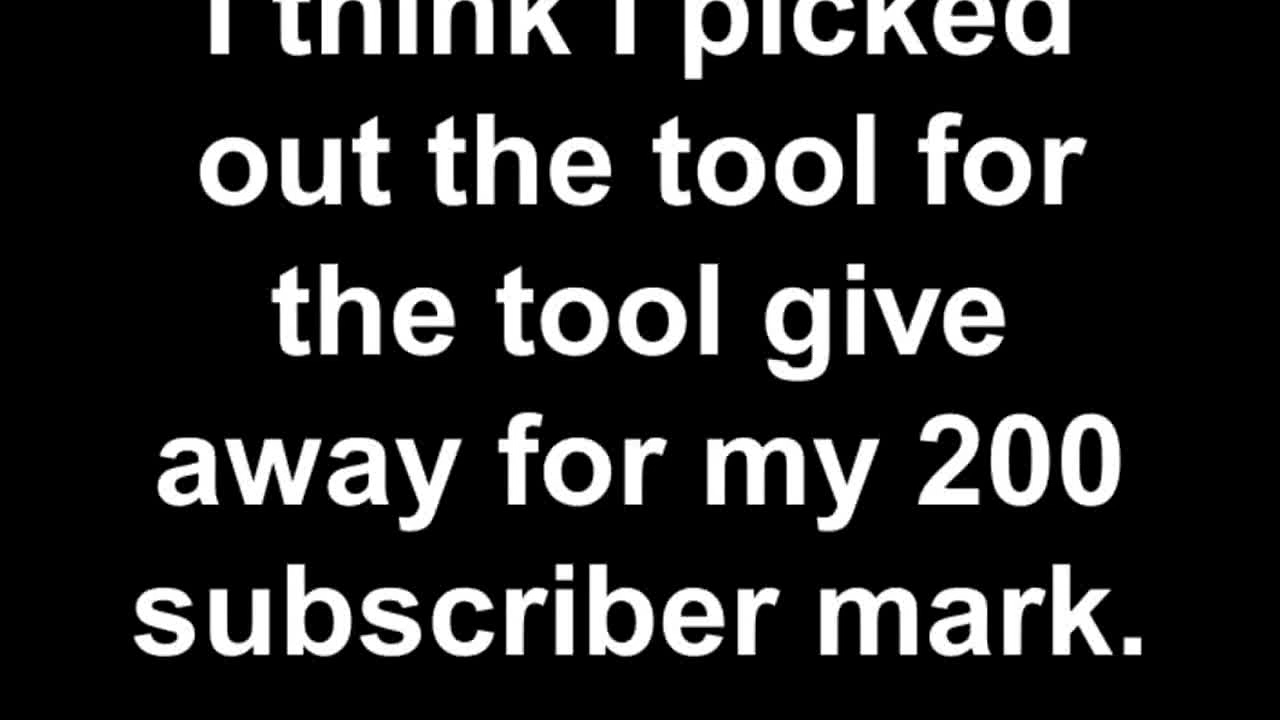 I think I picked
out the tool for
the tool give
away for my 200
subscriber mark.